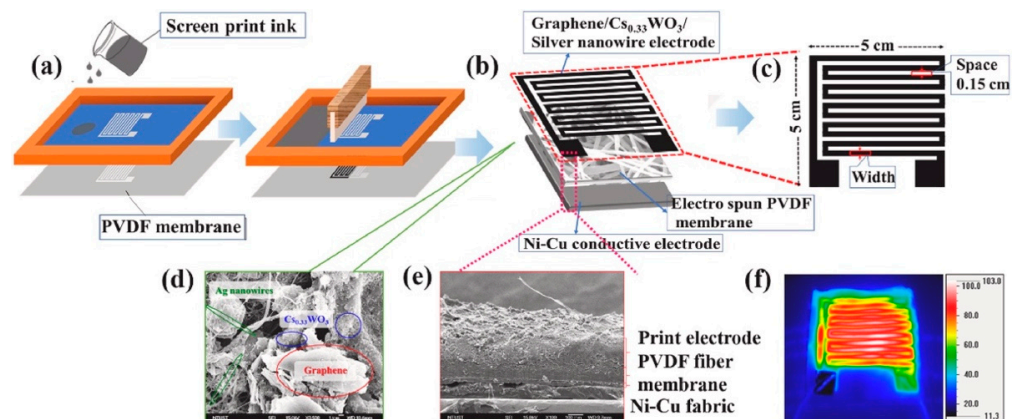 Screen print ink
(a)
PVDF membrane
Graphene/Cs0.33WO3/
Silver nanowire electrode
(b)
Electro spun PVDF
membrane
Ni-Cu conductive electrode
(c)
5 cm
5 cm
Space
0.15 cm
Width
(d)
Ag nanowires
Cs0.33WO3
Graphene
(e)
Print electrode
PVDF fiber
membrane
Ni-Cu fabric
(f)
103.0
100.0
80.0
60.0
40.0
20.0
11.3